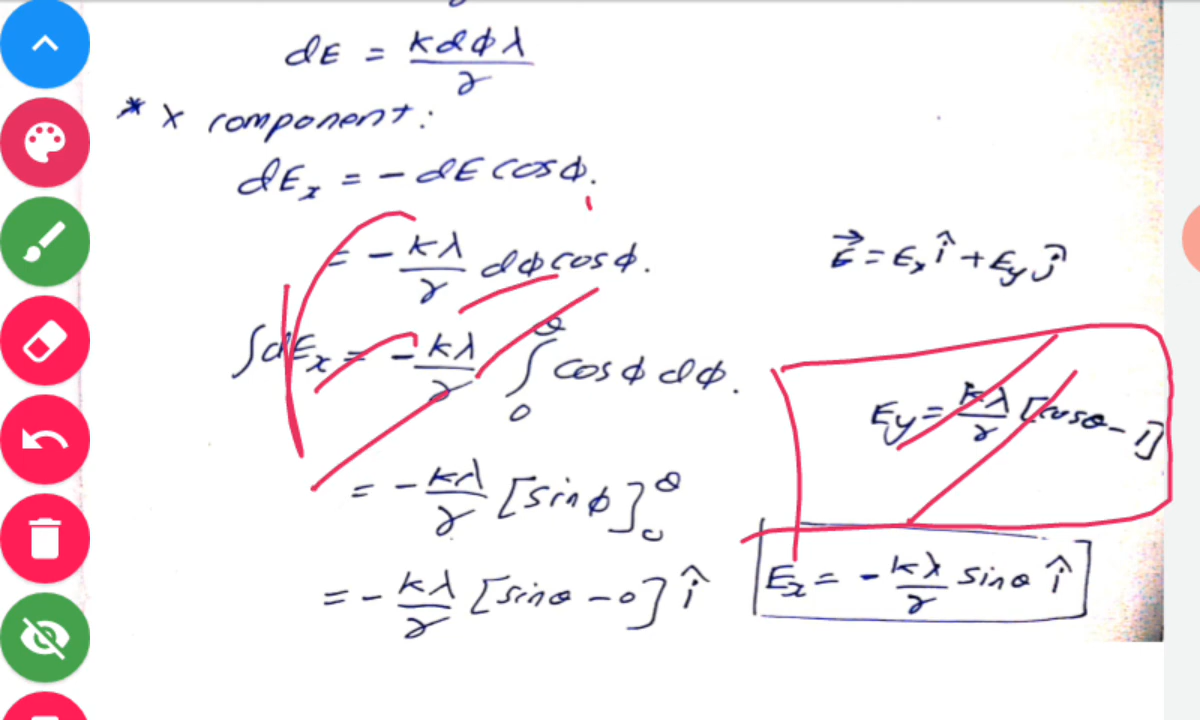 dE = kdφλ / r
* x component:
dEₓ = - dE cosφ.
= - kλ/r dφ cosφ.
∫dEₓ = - kλ/r ∫₀^θ cosφ dφ.
= - kλ/r [sinφ]₀^θ
= - kλ/r [sinθ - 0] î
E⃗ = Eₓ î + Ey ĵ
Ey = kλ/r [cosθ - 1]
Eₓ = - kλ/r sinθ î